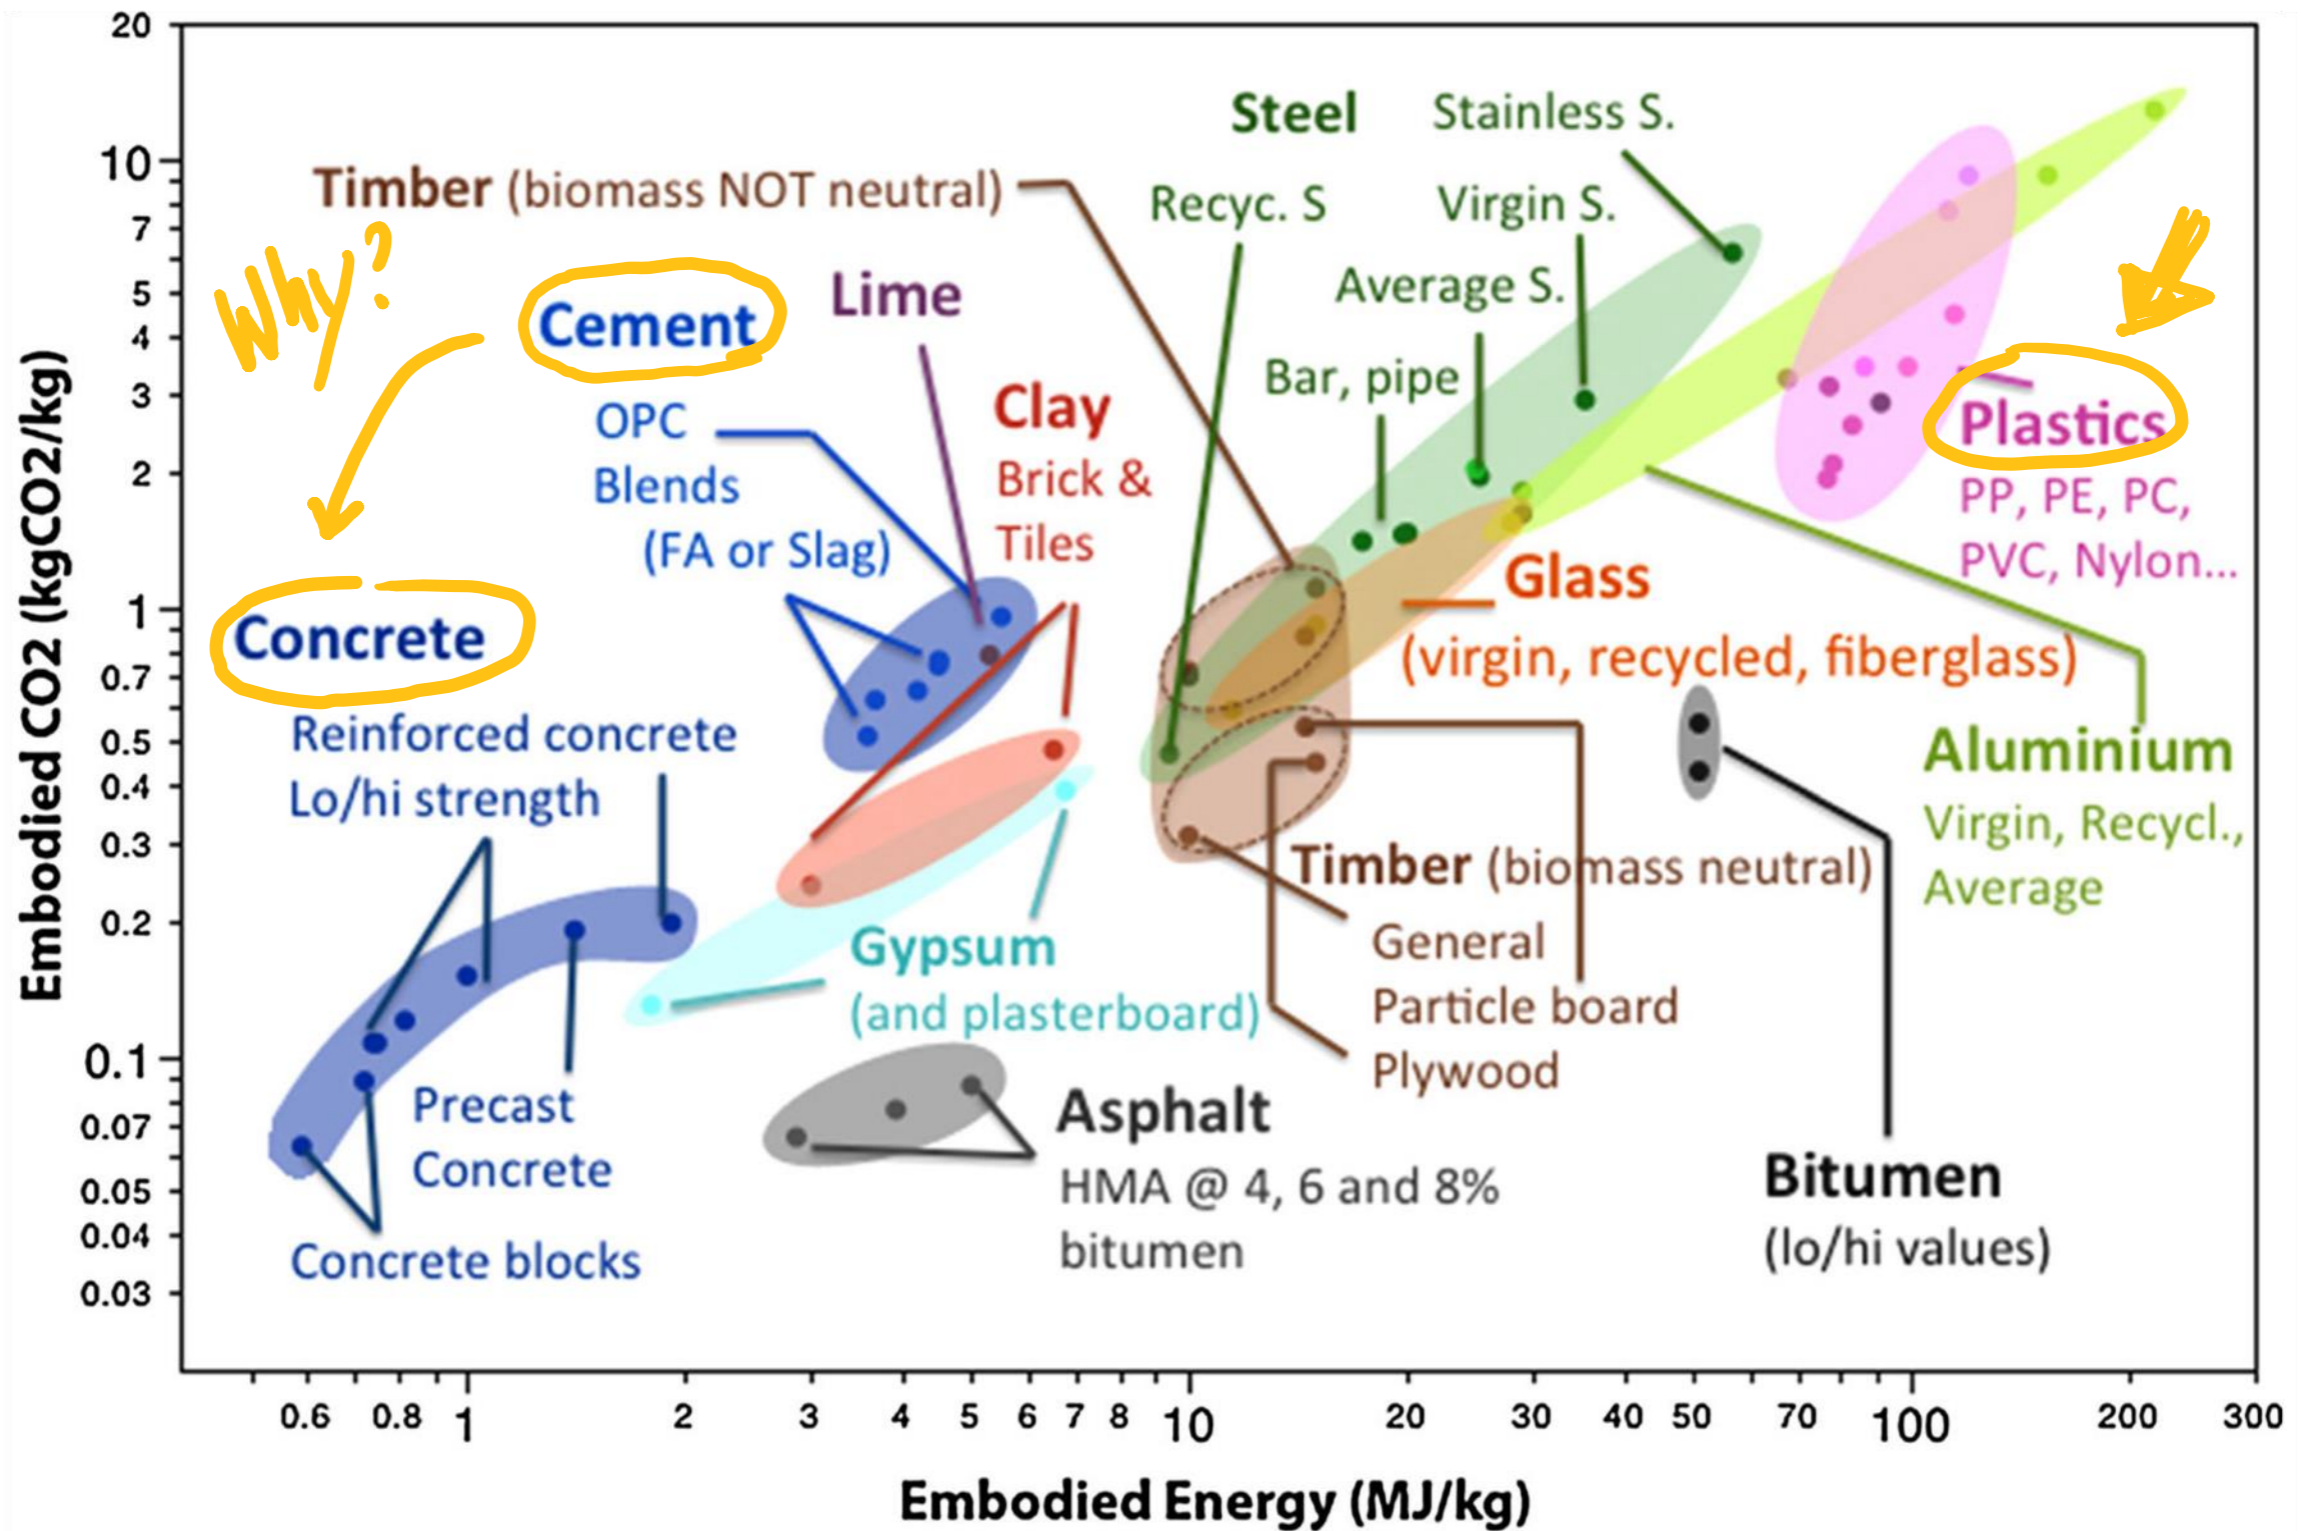 20
10
7
5
4
3
2
1
0.7
0.5
0.4
0.3
0.2
0.1
0.07
0.05
0.04
0.03
Embodied CO2 (kgCO2/kg)
Timber (biomass NOT neutral)
Why?
Cement
OPC
Blends
(FA or Slag)
Lime
Clay
Brick &
Tiles
Steel
Stainless S.
Recyc. S
Virgin S.
Average S.
Bar, pipe
Plastics
PP, PE, PC,
PVC, Nylon...
Glass
(virgin, recycled, fiberglass)
Concrete
Reinforced concrete
Lo/hi strength
Aluminium
Virgin, Recycl.,
Average
Timber (biomass neutral)
General
Particle board
Plywood
Gypsum
(and plasterboard)
Precast
Concrete
Concrete blocks
Asphalt
HMA @ 4, 6 and 8%
bitumen
Bitumen
(lo/hi values)
0.6 0.8 1 2 3 4 5 6 7 8 10 20 30 40 50 70 100 200 300
Embodied Energy (MJ/kg)